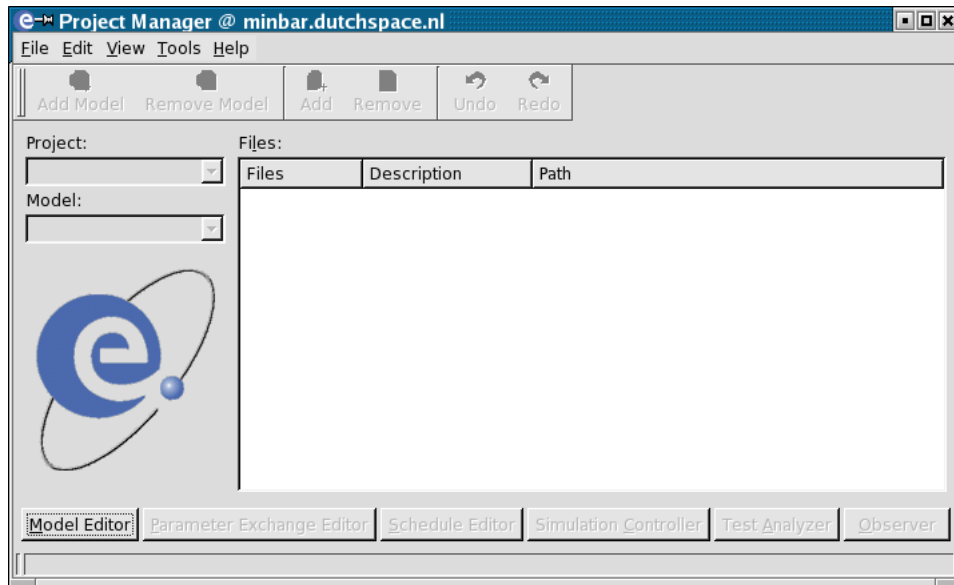 Project Manager @ minbar.dutchspace.nl
File Edit View Tools Help
Add Model Remove Model Add Remove Undo Redo
Project:
Files:
Files Description Path
Model:
e
Model Editor Parameter Exchange Editor Schedule Editor Simulation Controller Test Analyzer Observer